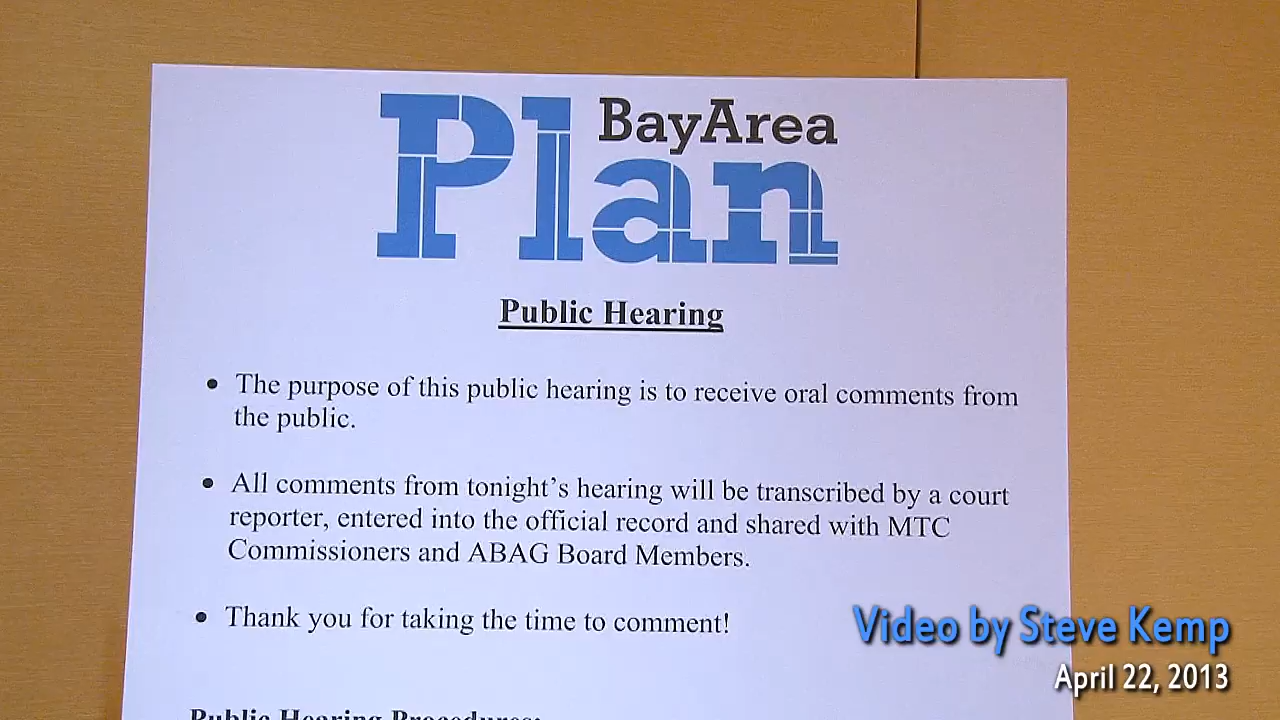 BayArea
Plan
Public Hearing
• The purpose of this public hearing is to receive oral comments from
the public.
• All comments from tonight's hearing will be transcribed by a court
reporter, entered into the official record and shared with MTC
Commissioners and ABAG Board Members.
• Thank you for taking the time to comment!
Video by Steve Kemp
April 22, 2013
Public Hearing Procedures: